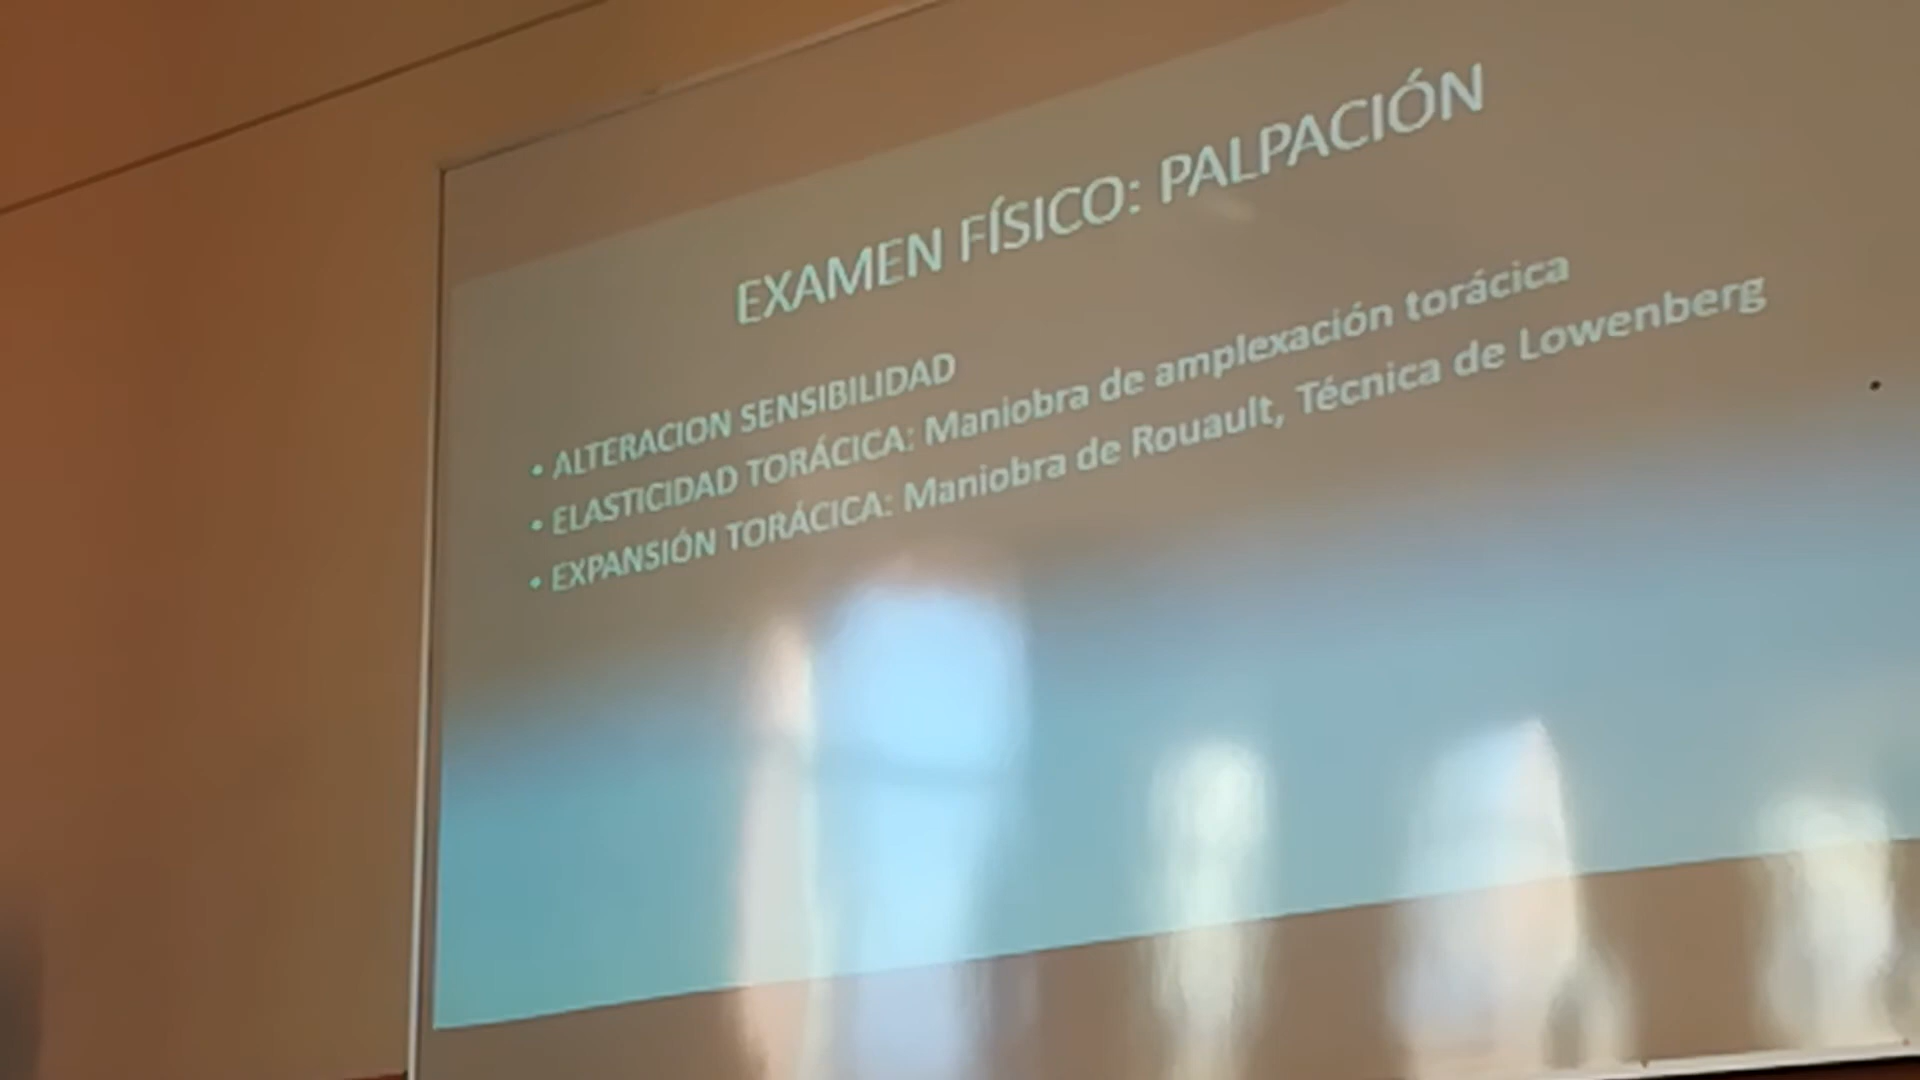 EXAMEN FÍSICO: PALPACIÓN
• ALTERACION SENSIBILIDAD
• ELASTICIDAD TORÁCICA: Maniobra de amplexación torácica
• EXPANSIÓN TORÁCICA: Maniobra de Rouault, Técnica de Lowenberg